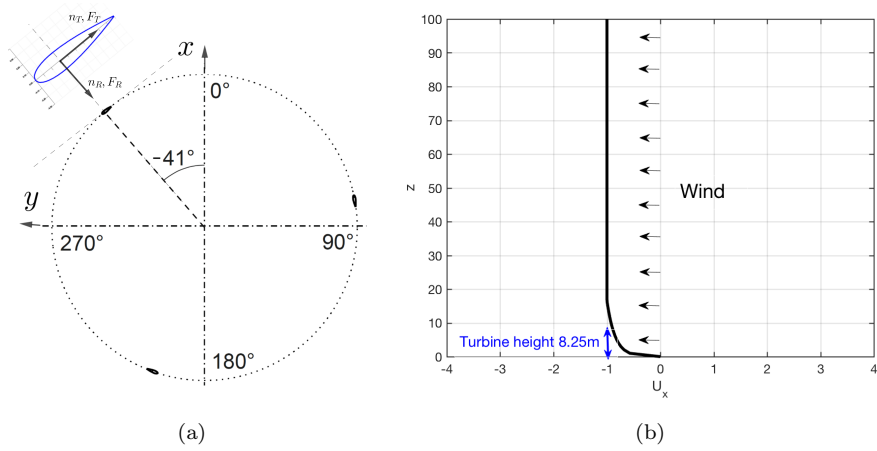 n_T, F_T
n_R, F_R
x
0°
-41°
y
270°
90°
180°
(a)
100
90
80
70
60
50
40
30
20
10
0
z
Wind
Turbine height 8.25m
-4
-3
-2
-1
0
1
2
3
4
U_x
(b)